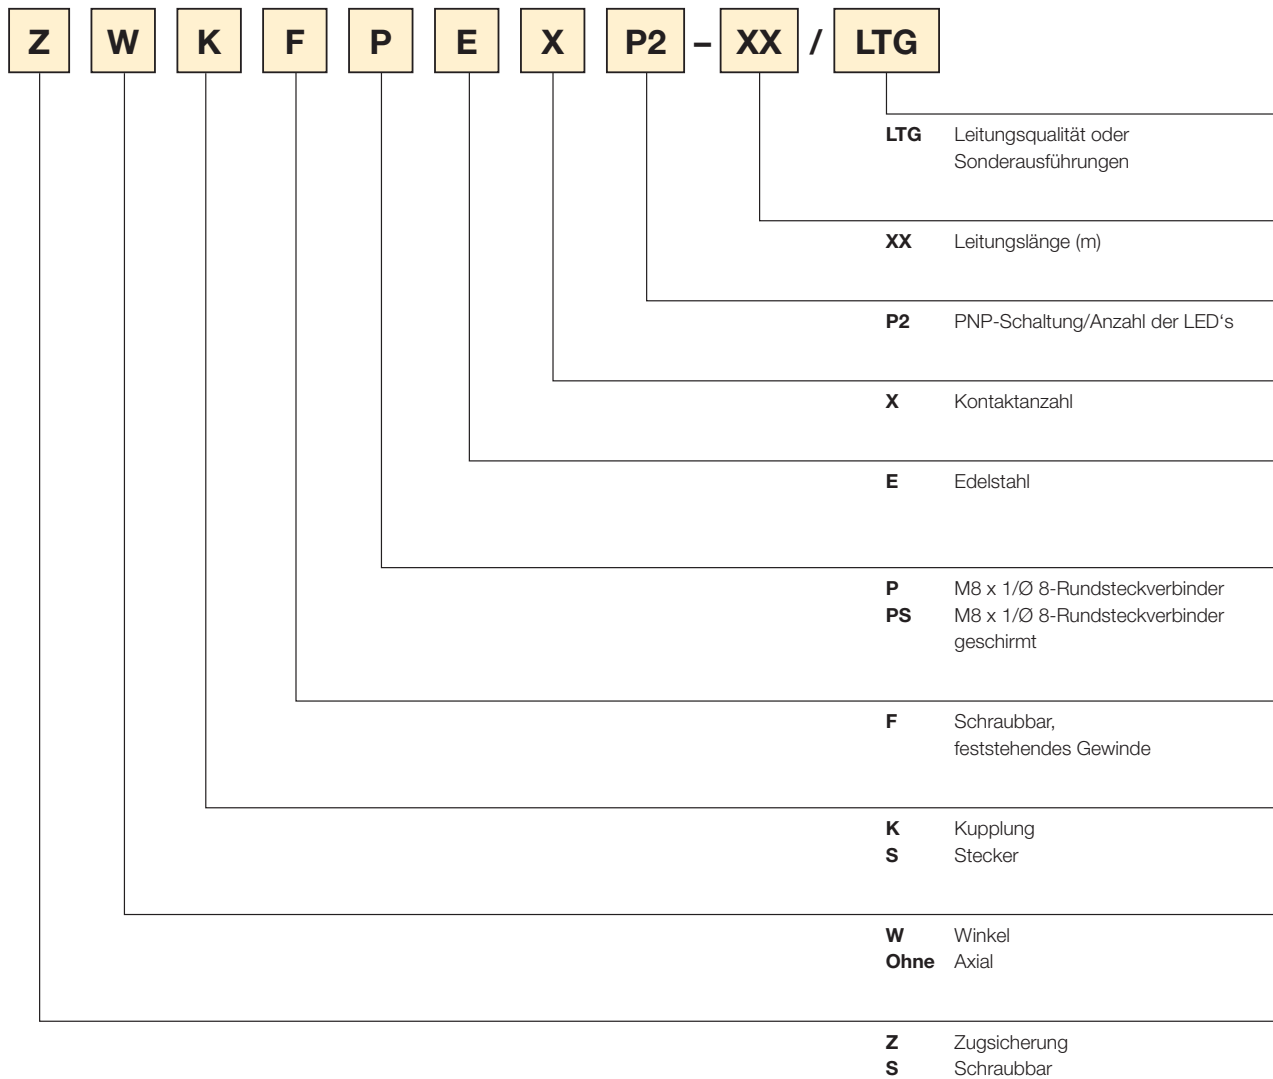 Z W K F P E X P2 – XX / LTG
LTG Leitungsqualität oder
Sonderausführungen
XX Leitungslänge (m)
P2 PNP-Schaltung/Anzahl der LED‘s
X Kontaktanzahl
E Edelstahl
P M8 x 1/Ø 8-Rundsteckverbinder
PS M8 x 1/Ø 8-Rundsteckverbinder
geschirmt
F Schraubbar,
feststehendes Gewinde
K Kupplung
S Stecker
W Winkel
Ohne Axial
Z Zugsicherung
S Schraubbar